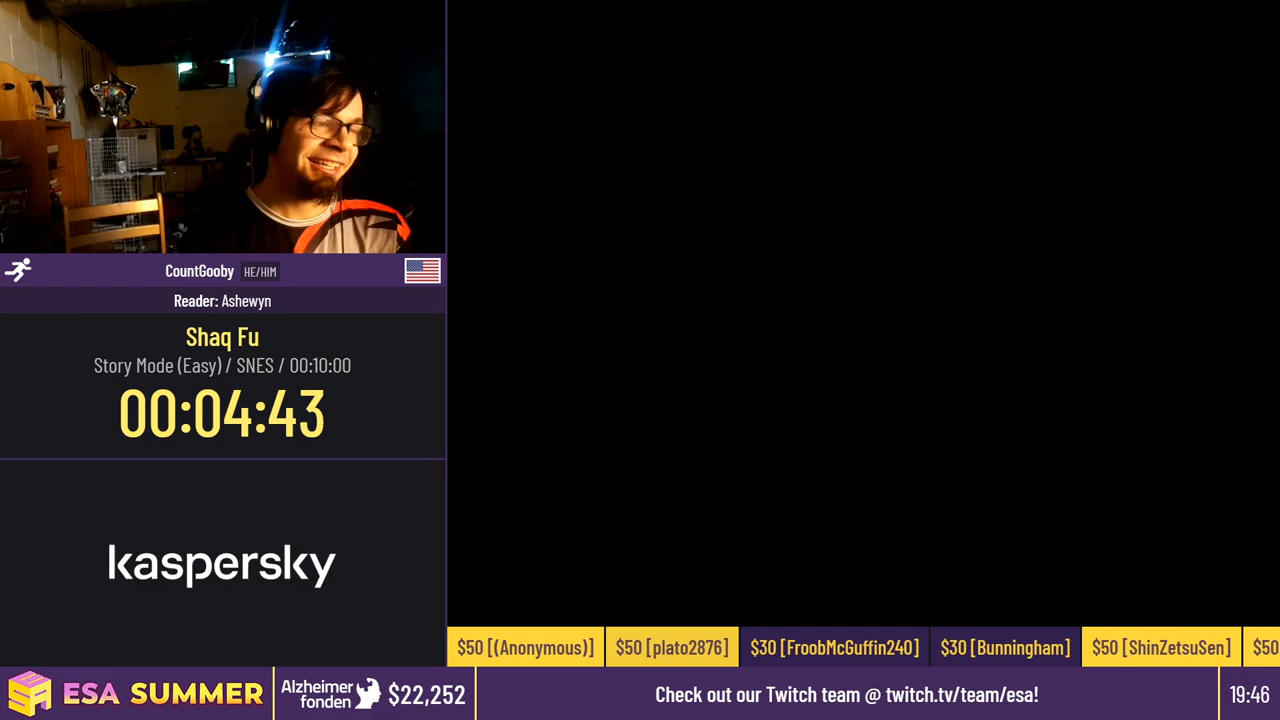 CountGooby HE/HIM
Reader: Ashewyn
Shaq Fu
Story Mode (Easy) / SNES / 00:10:00
00:04:43
kaspersky
$50 [(Anonymous)] $50 [plato2876] $30 [FroobMcGuffin240] $30 [Bunningham] $50 [ShinZetsuSen] $50
ESA SUMMER
Alzheimer
fonden
$22,252
Check out our Twitch team @ twitch.tv/team/esa!
19:46